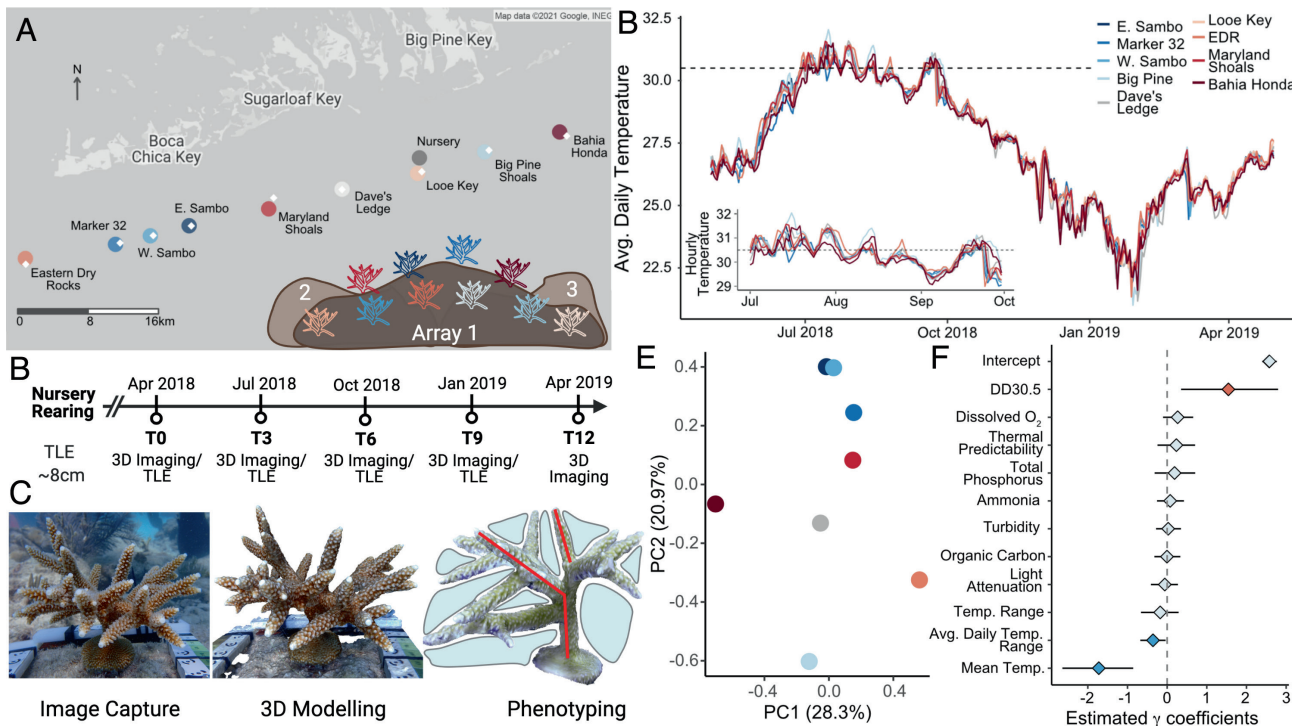 A
Map data ©2021 Google, INEG
Big Pine Key
N
Sugarloaf Key
Boca
Chica Key
Nursery
Bahia
Honda
Big Pine
Shoals
Looe Key
Dave's
Ledge
E. Sambo
Maryland
Shoals
Marker 32
W. Sambo
Eastern Dry
Rocks
2
3
Array 1
0
8
16km
B
32.5
30.0
27.5
25.0
22.5
Avg. Daily Temperature
E. Sambo
Marker 32
W. Sambo
Big Pine
Dave's
Ledge
Looe Key
EDR
Maryland
Shoals
Bahia Honda
Hourly
Temperature
32
31
30
29
Jul
Aug
Sep
Oct
Jul 2018
Oct 2018
Jan 2019
Apr 2019
B
Nursery
Rearing
Apr 2018
Jul 2018
Oct 2018
Jan 2019
Apr 2019
T0
T3
T6
T9
T12
TLE
~8cm
3D Imaging/
TLE
3D Imaging/
TLE
3D Imaging/
TLE
3D Imaging/
TLE
3D
Imaging
C
Image Capture
3D Modelling
Phenotyping
E
PC2 (20.97%)
0.4
0.2
0.0
-0.2
-0.4
-0.6
-0.4
0.0
0.4
PC1 (28.3%)
F
Intercept
DD30.5
Dissolved O2
Thermal
Predictability
Total
Phosphorus
Ammonia
Turbidity
Organic Carbon
Light
Attenuation
Temp. Range
Avg. Daily Temp.
Range
Mean Temp.
-2
-1
0
1
2
3
Estimated γ coefficients